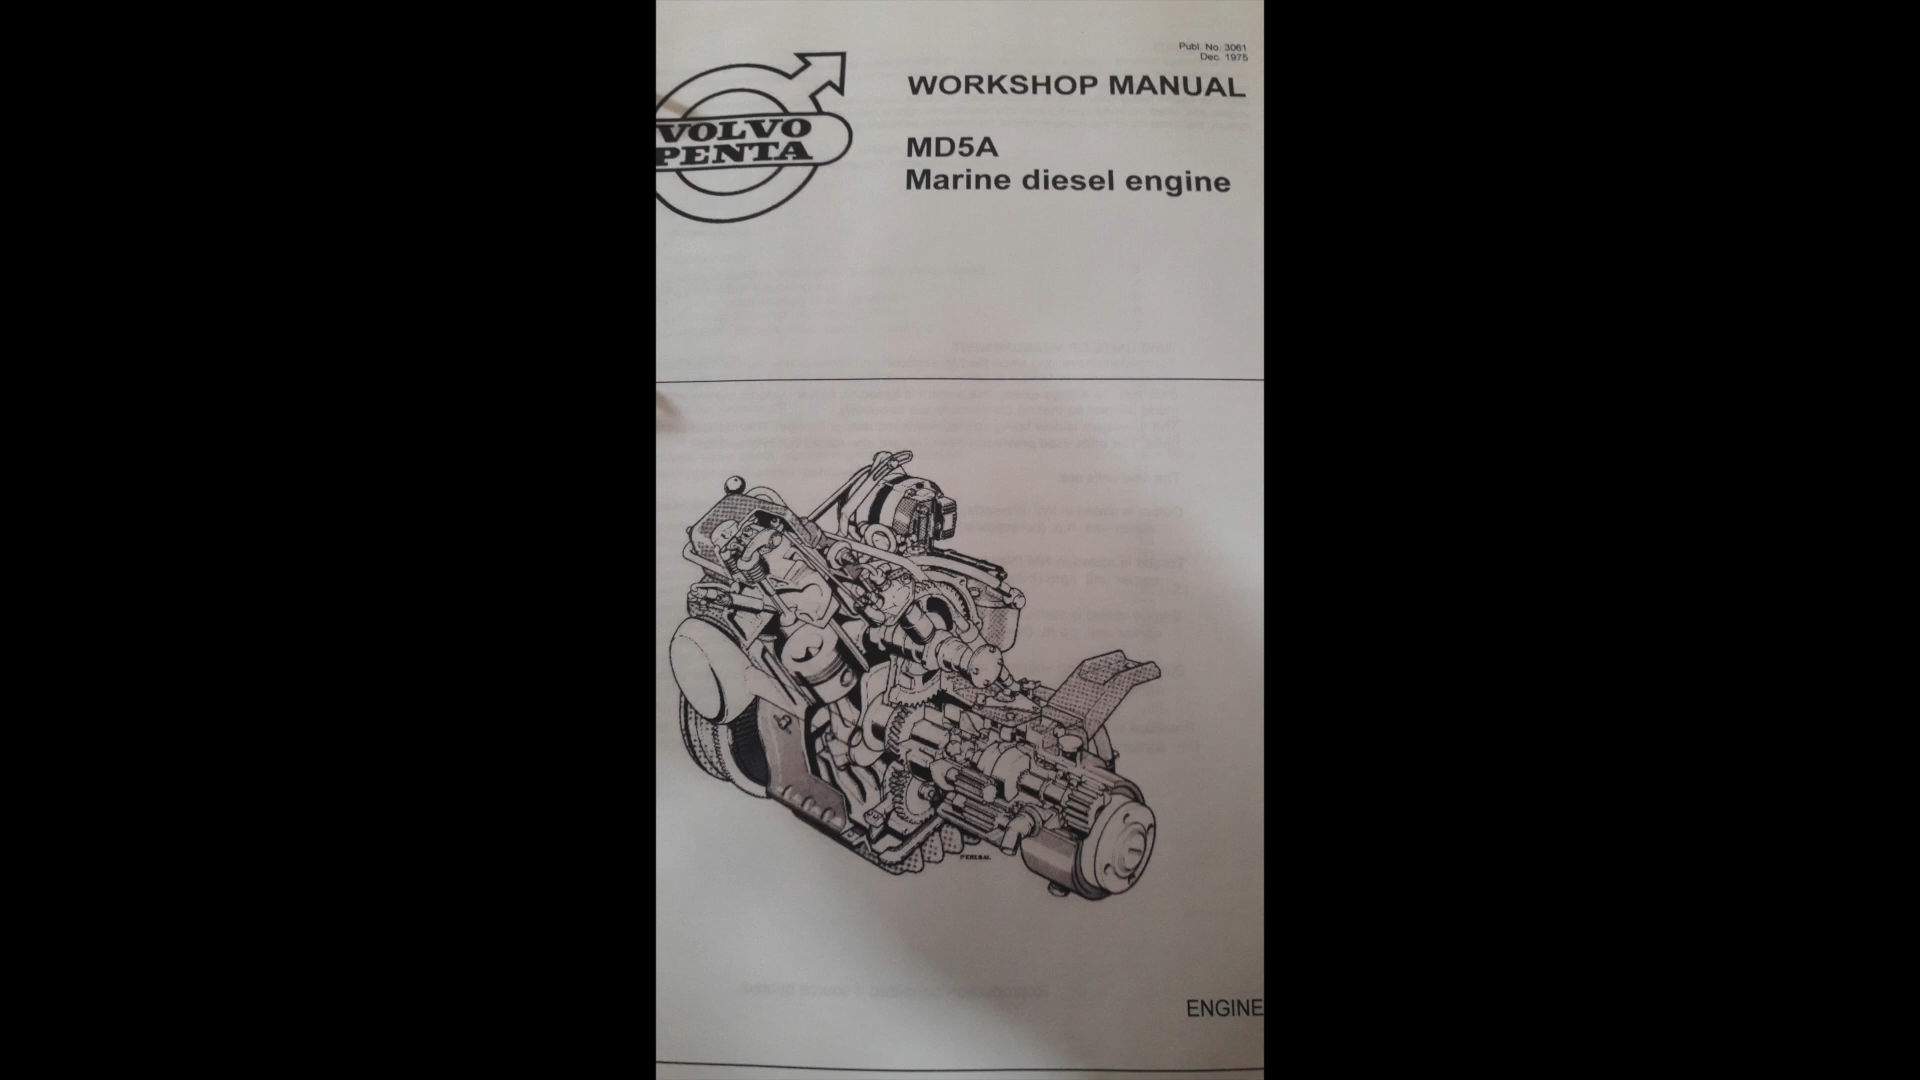 Publ. No. 3061
Dec. 1975
WORKSHOP MANUAL
VOLVO
PENTA
MD5A
Marine diesel engine
ENGINE